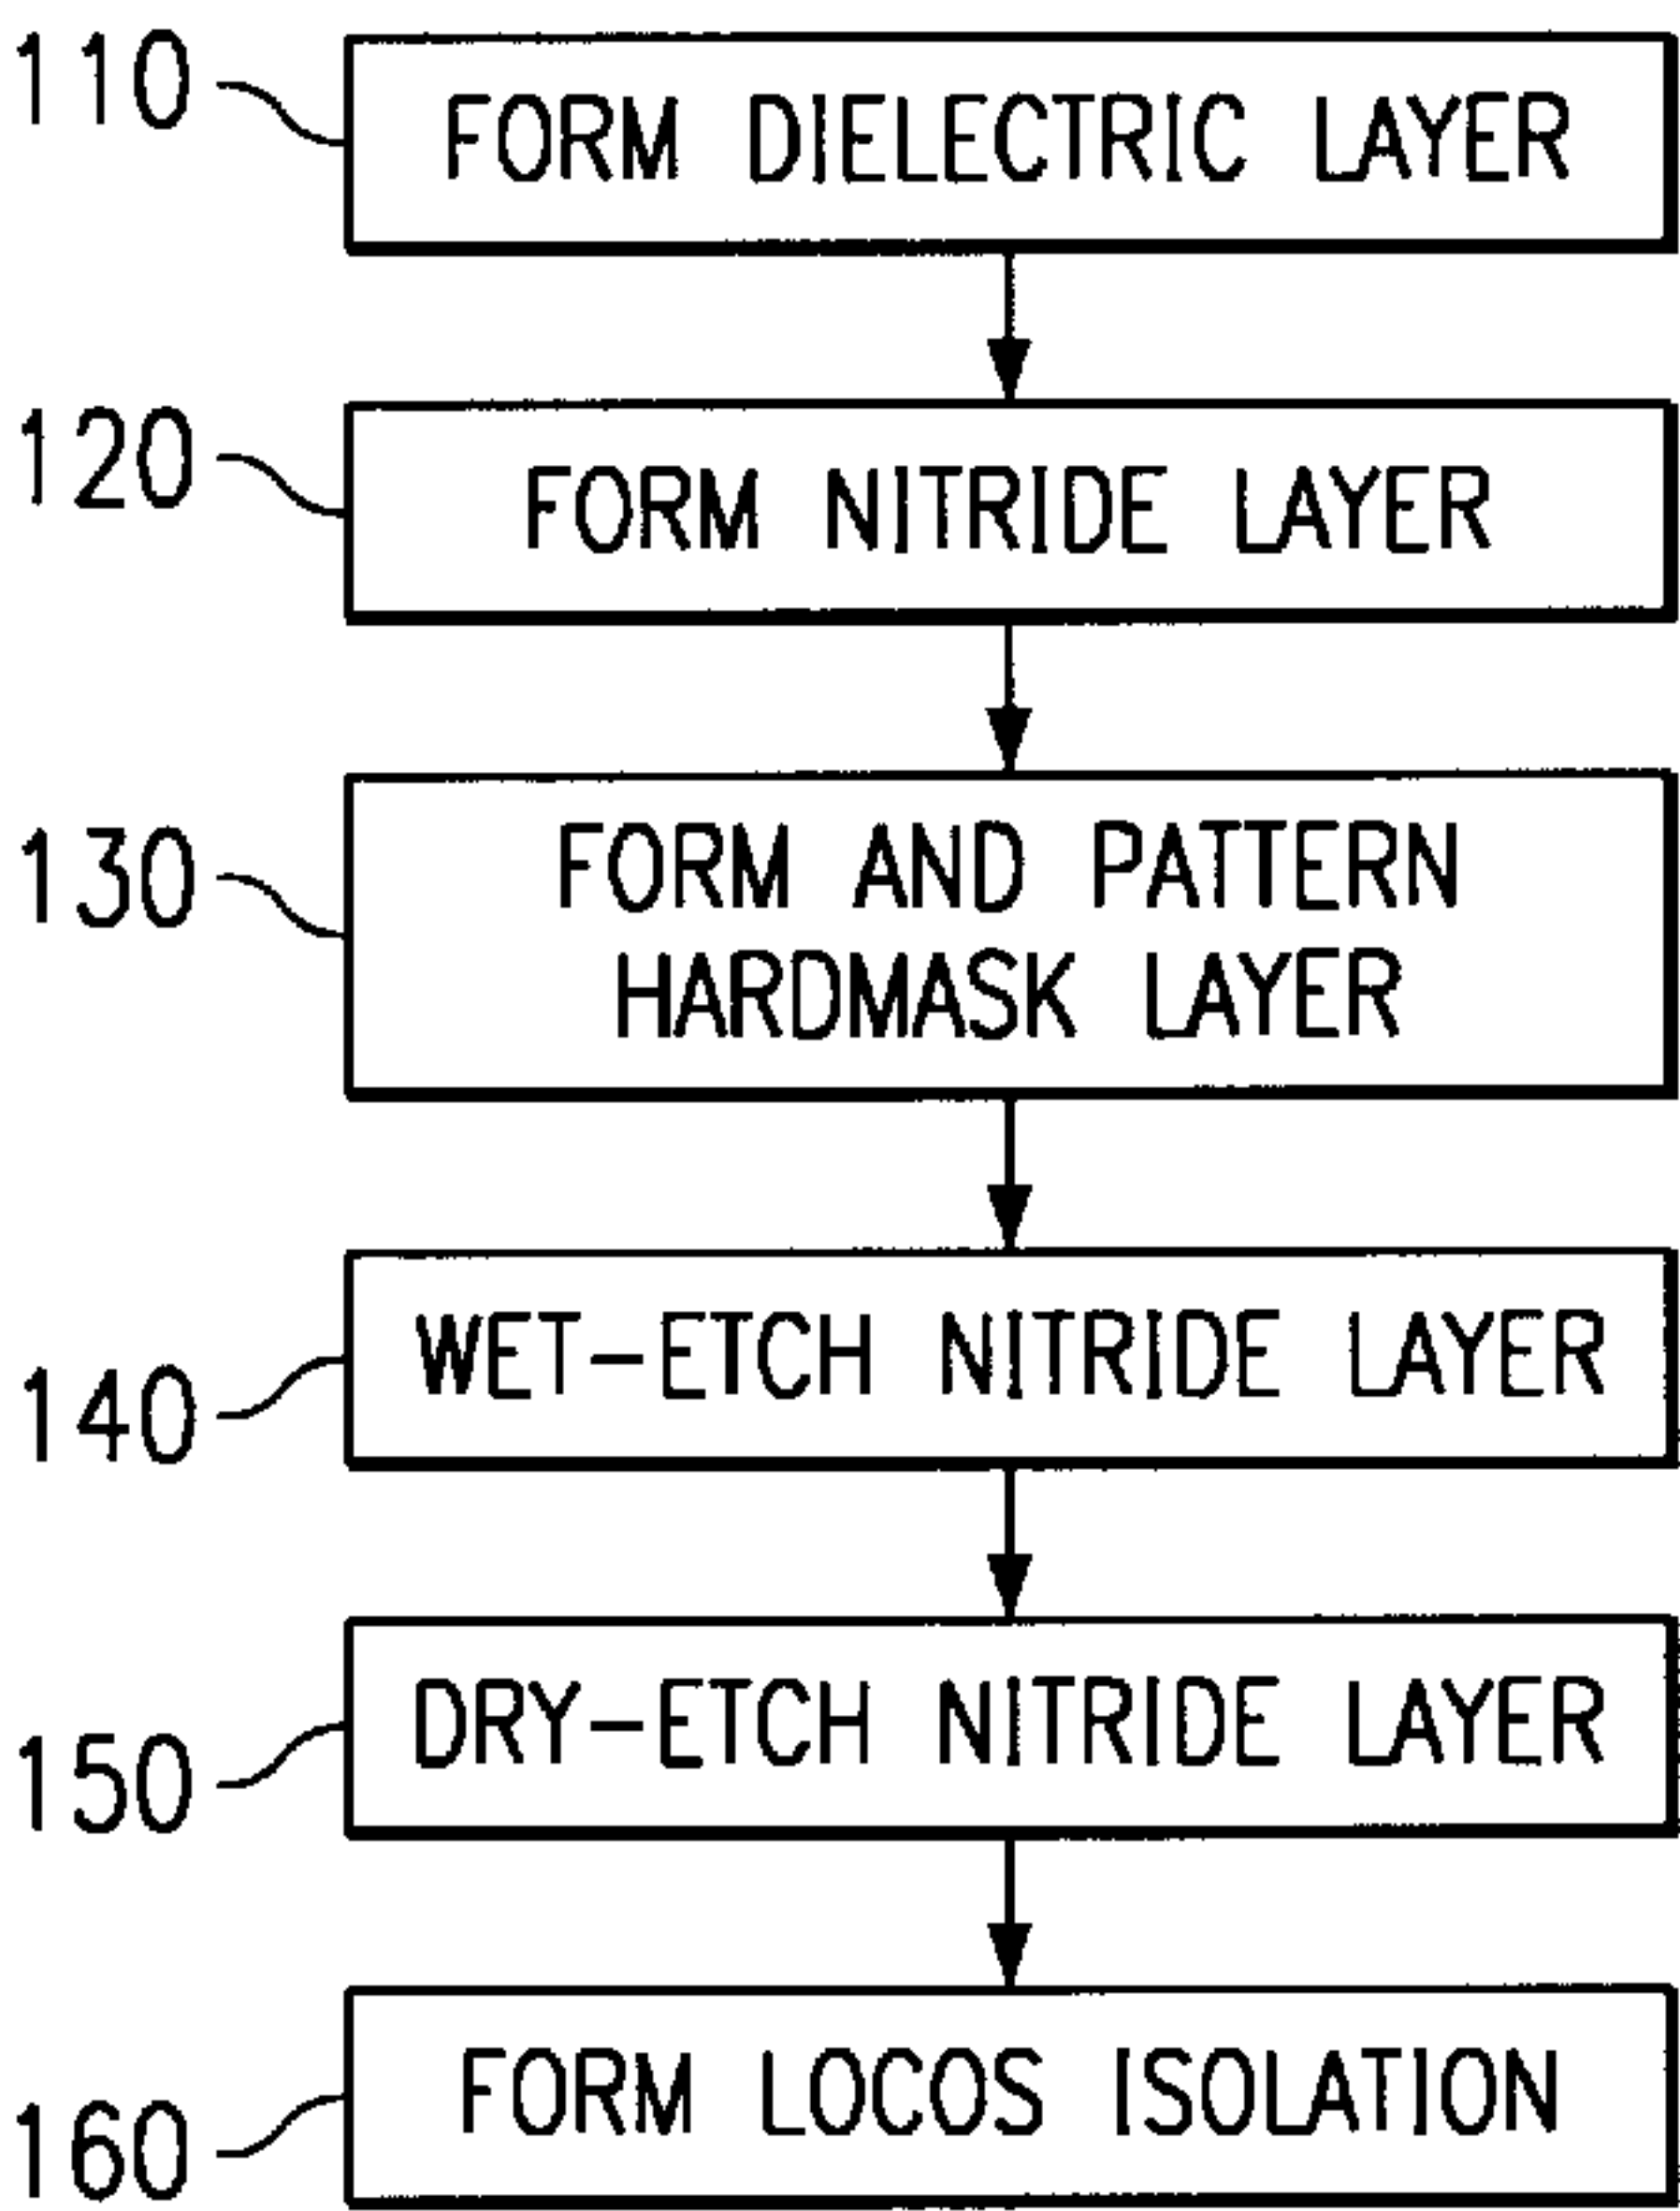 110
FORM DIELECTRIC LAYER
120
FORM NITRIDE LAYER
130
FORM AND PATTERN
HARDMASK LAYER
140
WET-ETCH NITRIDE LAYER
150
DRY-ETCH NITRIDE LAYER
160
FORM LOCOS ISOLATION